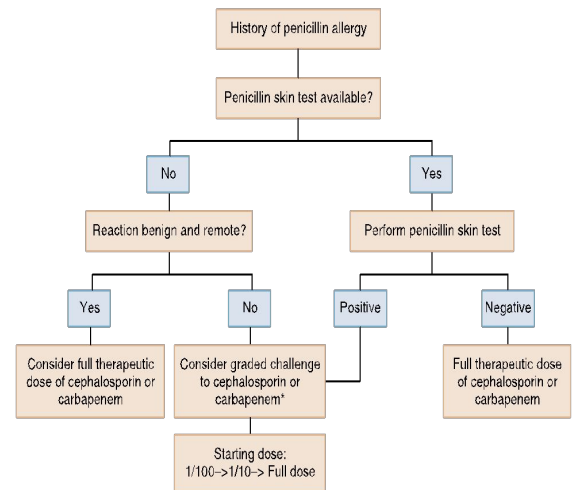 History of penicillin allergy
Penicillin skin test available?
No
Yes
Reaction benign and remote?
Perform penicillin skin test
Yes
No
Positive
Negative
Consider full therapeutic
dose of cephalosporin or
carbapenem
Consider graded challenge
to cephalosporin or
carbapenem*
Full therapeutic dose
of cephalosporin or
carbapenem
Starting dose:
1/100–>1/10–> Full dose